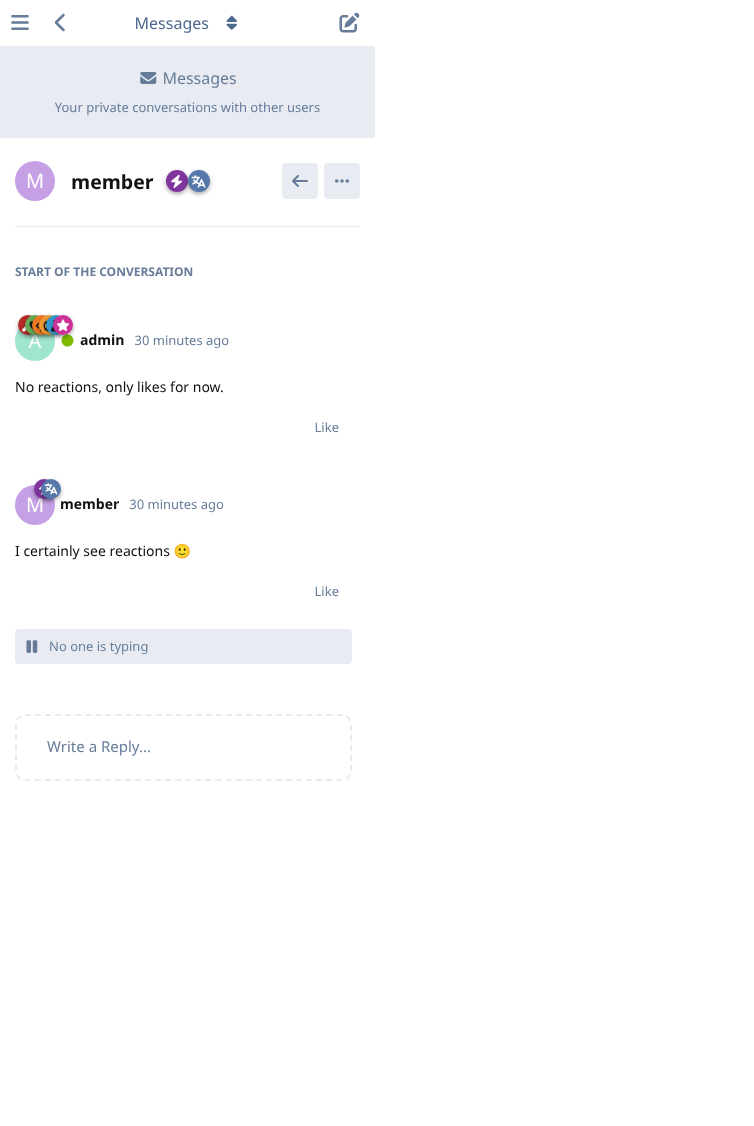 Messages
Messages
Your private conversations with other users
M
member
START OF THE CONVERSATION
A
admin 30 minutes ago
No reactions, only likes for now.
Like
M
member 30 minutes ago
I certainly see reactions 🙂
Like
No one is typing
Write a Reply...